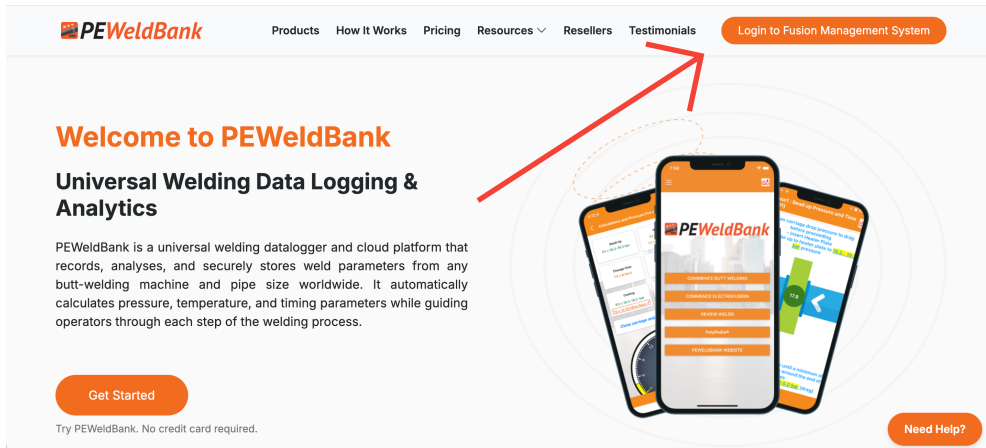 PEWeldBank
Products How It Works Pricing Resources Resellers Testimonials Login to Fusion Management System
Welcome to PEWeldBank
Universal Welding Data Logging &
Analytics
PEWeldBank is a universal welding datalogger and cloud platform that
records, analyses, and securely stores weld parameters from any
butt-welding machine and pipe size worldwide. It automatically
calculates pressure, temperature, and timing parameters while guiding
operators through each step of the welding process.
Get Started
Try PEWeldBank. No credit card required.
PEWeldBank
COMMENCE BUTT WELDING
COMMENCE ELECTROFUSION
REVIEW WELDS
PolyPedia®
PEWELDBANK WEBSITE
Need Help?